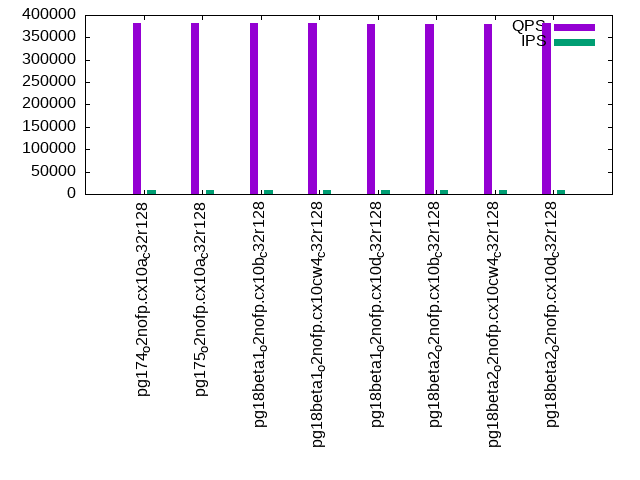 400000
350000
300000
250000
200000
150000
100000
50000
0
QPS
IPS
pg174o2nofp.cx10ac32r128
pg175o2nofp.cx10ac32r128
pg18beta1o2nofp.cx10bc32r128
pg18beta1o2nofp.cx10cw4c32r128
pg18beta1o2nofp.cx10dc32r128
pg18beta2o2nofp.cx10bc32r128
pg18beta2o2nofp.cx10cw4c32r128
pg18beta2o2nofp.cx10dc32r128